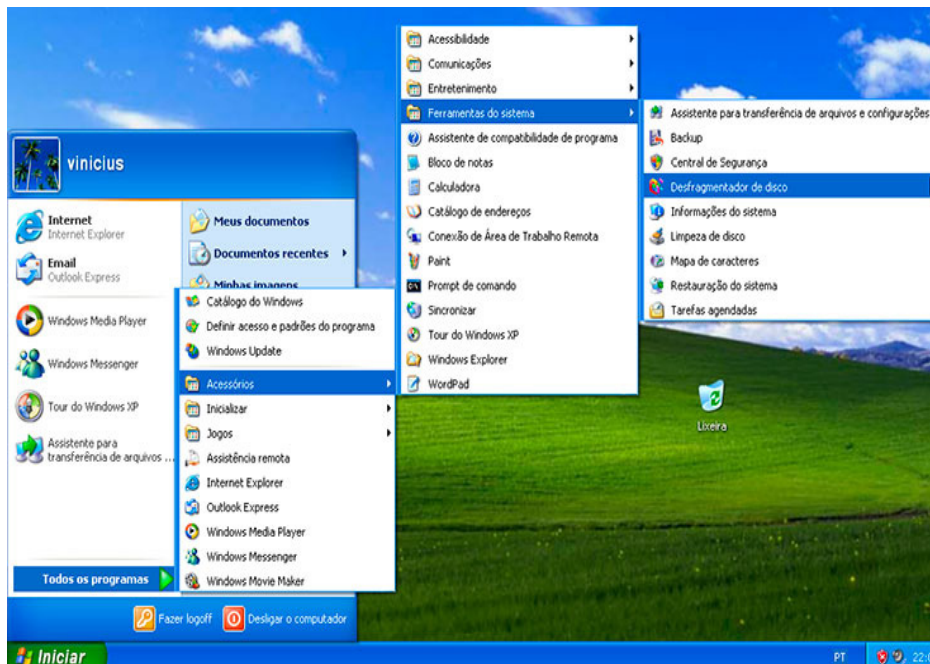 vinicius
Internet
Internet Explorer
Email
Outlook Express
Windows Media Player
Windows Messenger
Tour do Windows XP
Assistente para
transferência de arquivos ...
Todos os programas
Meus documentos
Documentos recentes
Minhas imagens
Catálogo do Windows
Definir acesso e padrões do programa
Windows Update
Acessórios
Inicializar
Jogos
Assistência remota
Internet Explorer
Outlook Express
Windows Media Player
Windows Messenger
Windows Movie Maker
Acessibilidade
Comunicações
Entretenimento
Ferramentas do sistema
Assistente de compatibilidade de programa
Bloco de notas
Calculadora
Catálogo de endereços
Conexão de Área de Trabalho Remota
Paint
Prompt de comando
Sincronizar
Tour do Windows XP
Windows Explorer
WordPad
Assistente para transferência de arquivos e configurações
Backup
Central de Segurança
Desfragmentador de disco
Informações do sistema
Limpeza de disco
Mapa de caracteres
Restauração do sistema
Tarefas agendadas
Lixeira
Fazer logoff
Desligar o computador
Iniciar
PT